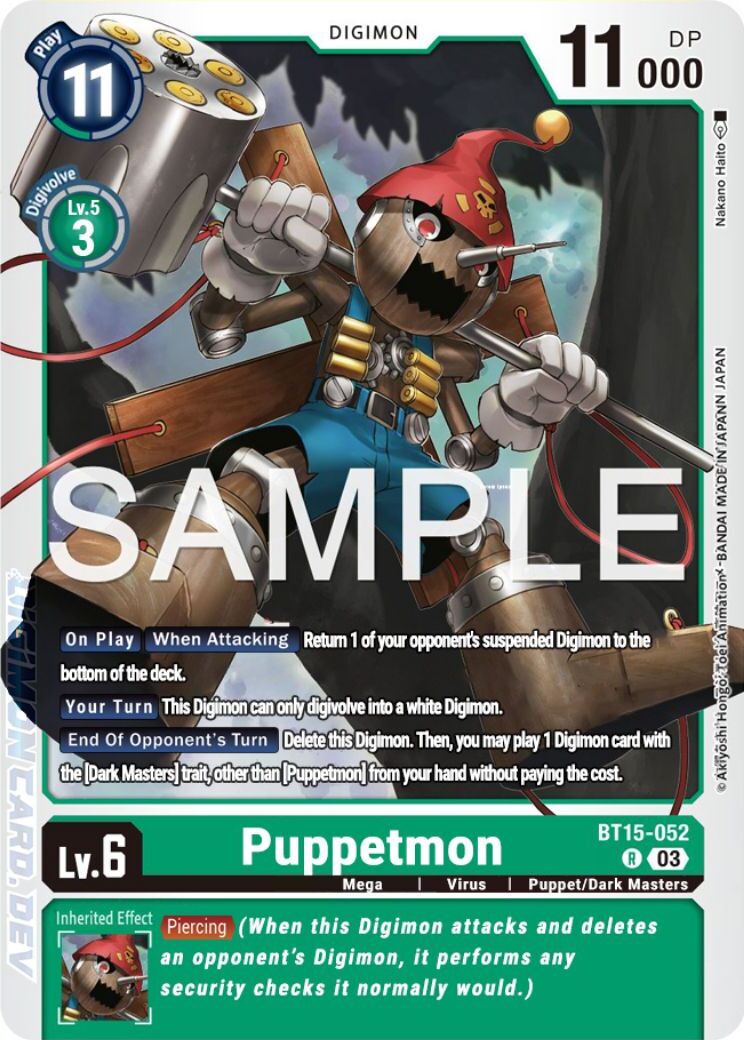 DIGIMON
Play
11
11000
DP
Digivolve
Lv.5
3
Nakano Haito
SAMPLE
On Play When Attacking Return 1 of your opponent's suspended Digimon to the
bottom of the deck.
Your Turn This Digimon can only digivolve into a white Digimon.
End Of Opponent's Turn Delete this Digimon. Then, you may play 1 Digimon card with
the [Dark Masters] trait, other than [Puppetmon] from your hand without paying the cost.
© Akiyoshi Hongo, Toei Animation
BANDAI MADE IN JAPAN
JAPAN
DIGIMONCARD.DEV
Lv.6
Puppetmon
BT15-052
R 03
Mega | Virus | Puppet/Dark Masters
Inherited Effect
Piercing (When this Digimon attacks and deletes
an opponent's Digimon, it performs any
security checks it normally would.)